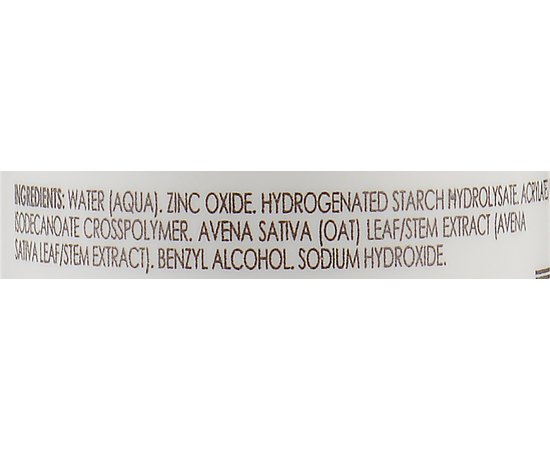 INGREDIENTS: WATER (AQUA). ZINC OXIDE. HYDROGENATED STARCH HYDROLYSATE.
ISODECANOATE CROSSPOLYMER. AVENA SATIVA (OAT) LEAF/STEM EXTRACT (AVENA
SATIVA LEAF/STEM EXTRACT). BENZYL ALCOHOL. SODIUM HYDROXIDE.